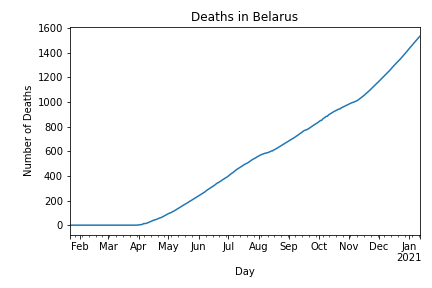 Deaths in Belarus
1600
1400
1200
1000
800
600
400
200
0
Number of Deaths
Feb Mar Apr May Jun Jul Aug Sep Oct Nov Dec Jan
2021
Day